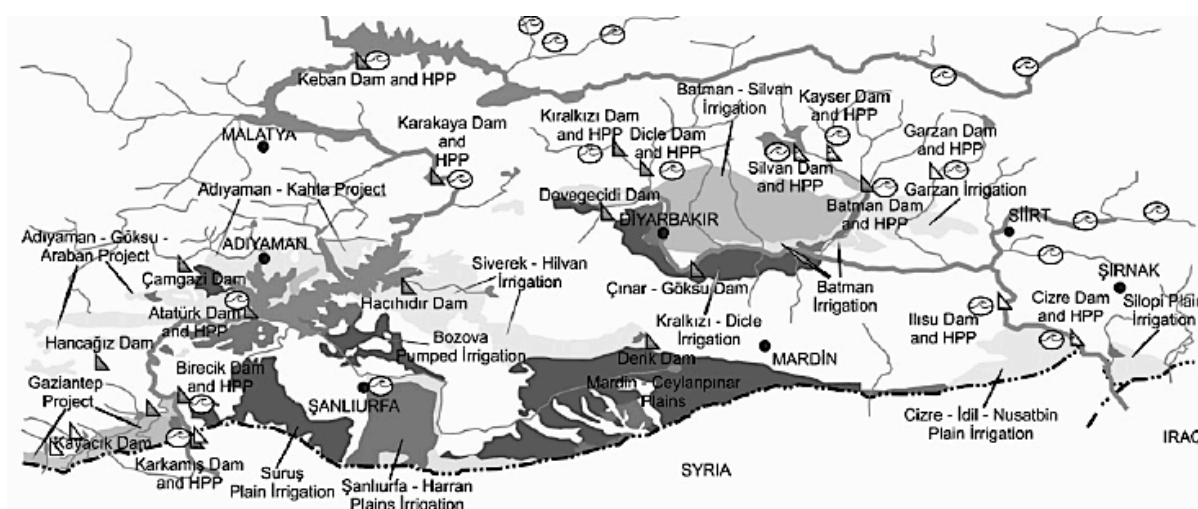 Keban Dam and HPP
MALATYA
Karakaya Dam
and
HPP
Kıralkızı Dam
and HPP
Dicle Dam
and HPP
Batman - Silvan
İrrigation
Kayser Dam
and HPP
Garzan Dam
and HPP
Silvan Dam
and HPP
Garzan İrrigation
Batman Dam
and HPP
Adıyaman - Kahta Project
Devegecidi Dam
DİYARBAKIR
SİİRT
Adıyaman - Göksu -
Araban Project
ADIYAMAN
Çamgazi Dam
Siverek - Hilvan
İrrigation
Hacıhıdır Dam
Çınar - Göksu Dam
Batman
İrrigation
ŞIRNAK
Atatürk Dam
and HPP
Cizre Dam
and HPP
Silopi Plain
Irrigation
Ilısu Dam
and HPP
Hancağız Dam
Bozova
Pumped Irrigation
Kralkızı - Dicle
Irrigation
Derik Dam
MARDİN
Birecik Dam
and HPP
Gaziantep
Project
ŞANLIURFA
Mardin - Ceylanpınar
Plains
Kayacık Dam
Karkamış Dam
and HPP
Suruş
Plain Irrigation
Şanlıurfa - Harran
Plains Irrigation
SYRIA
Cizre - İdil - Nusatbin
Plain Irrigation
IRAQ